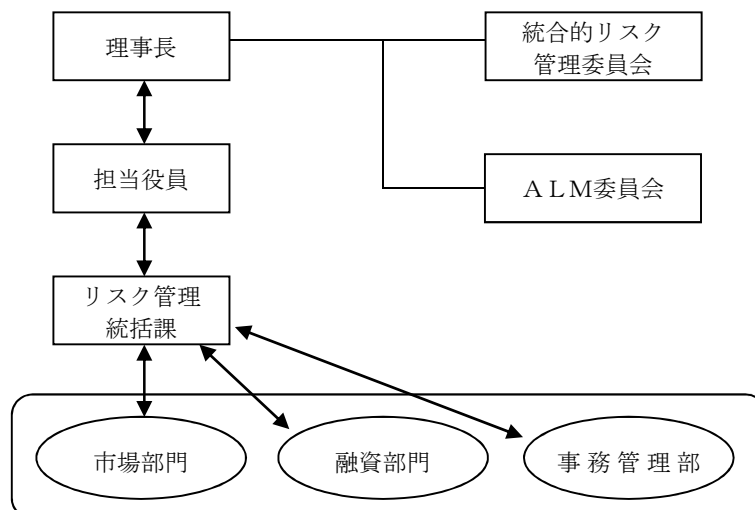 理事長
統合的リスク
管理委員会
担当役員
ＡＬＭ委員会
リスク管理
統括課
市場部門
融資部門
事務管理部